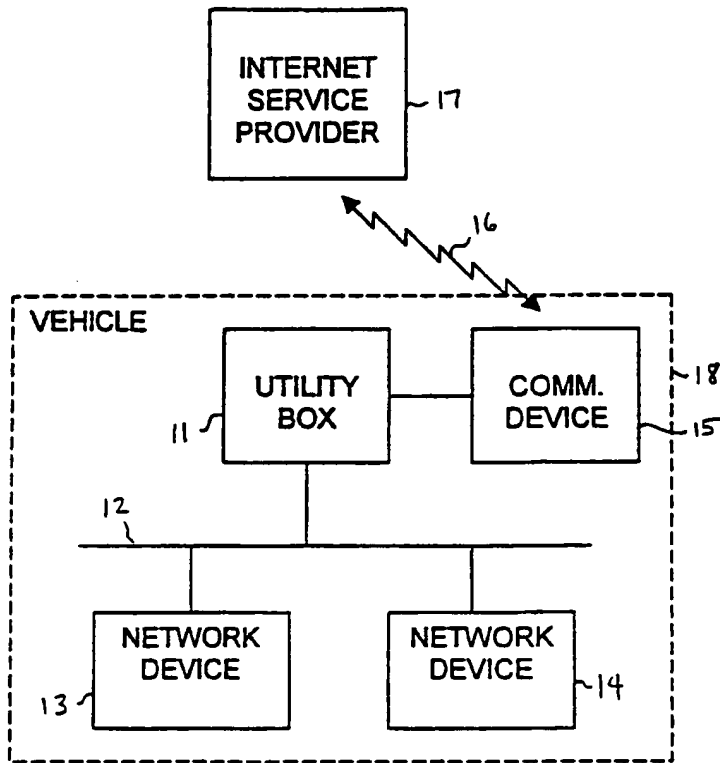 INTERNET
SERVICE
PROVIDER
17
16
VEHICLE
18
UTILITY
BOX
11
COMM.
DEVICE
15
12
NETWORK
DEVICE
13
NETWORK
DEVICE
14